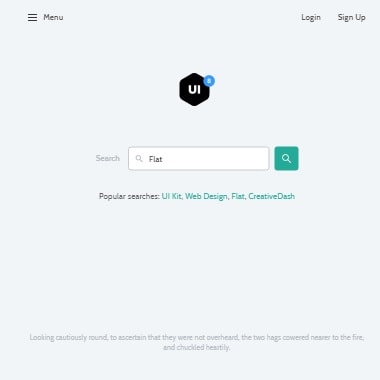 Menu
Login
Sign Up
UI
Search
Flat
Popular searches: UI Kit, Web Design, Flat, CreativeDash
Looking cautiously round, to ascertain that they were not overheard, the two hags cowered nearer to the fire,
and chuckled heartily.